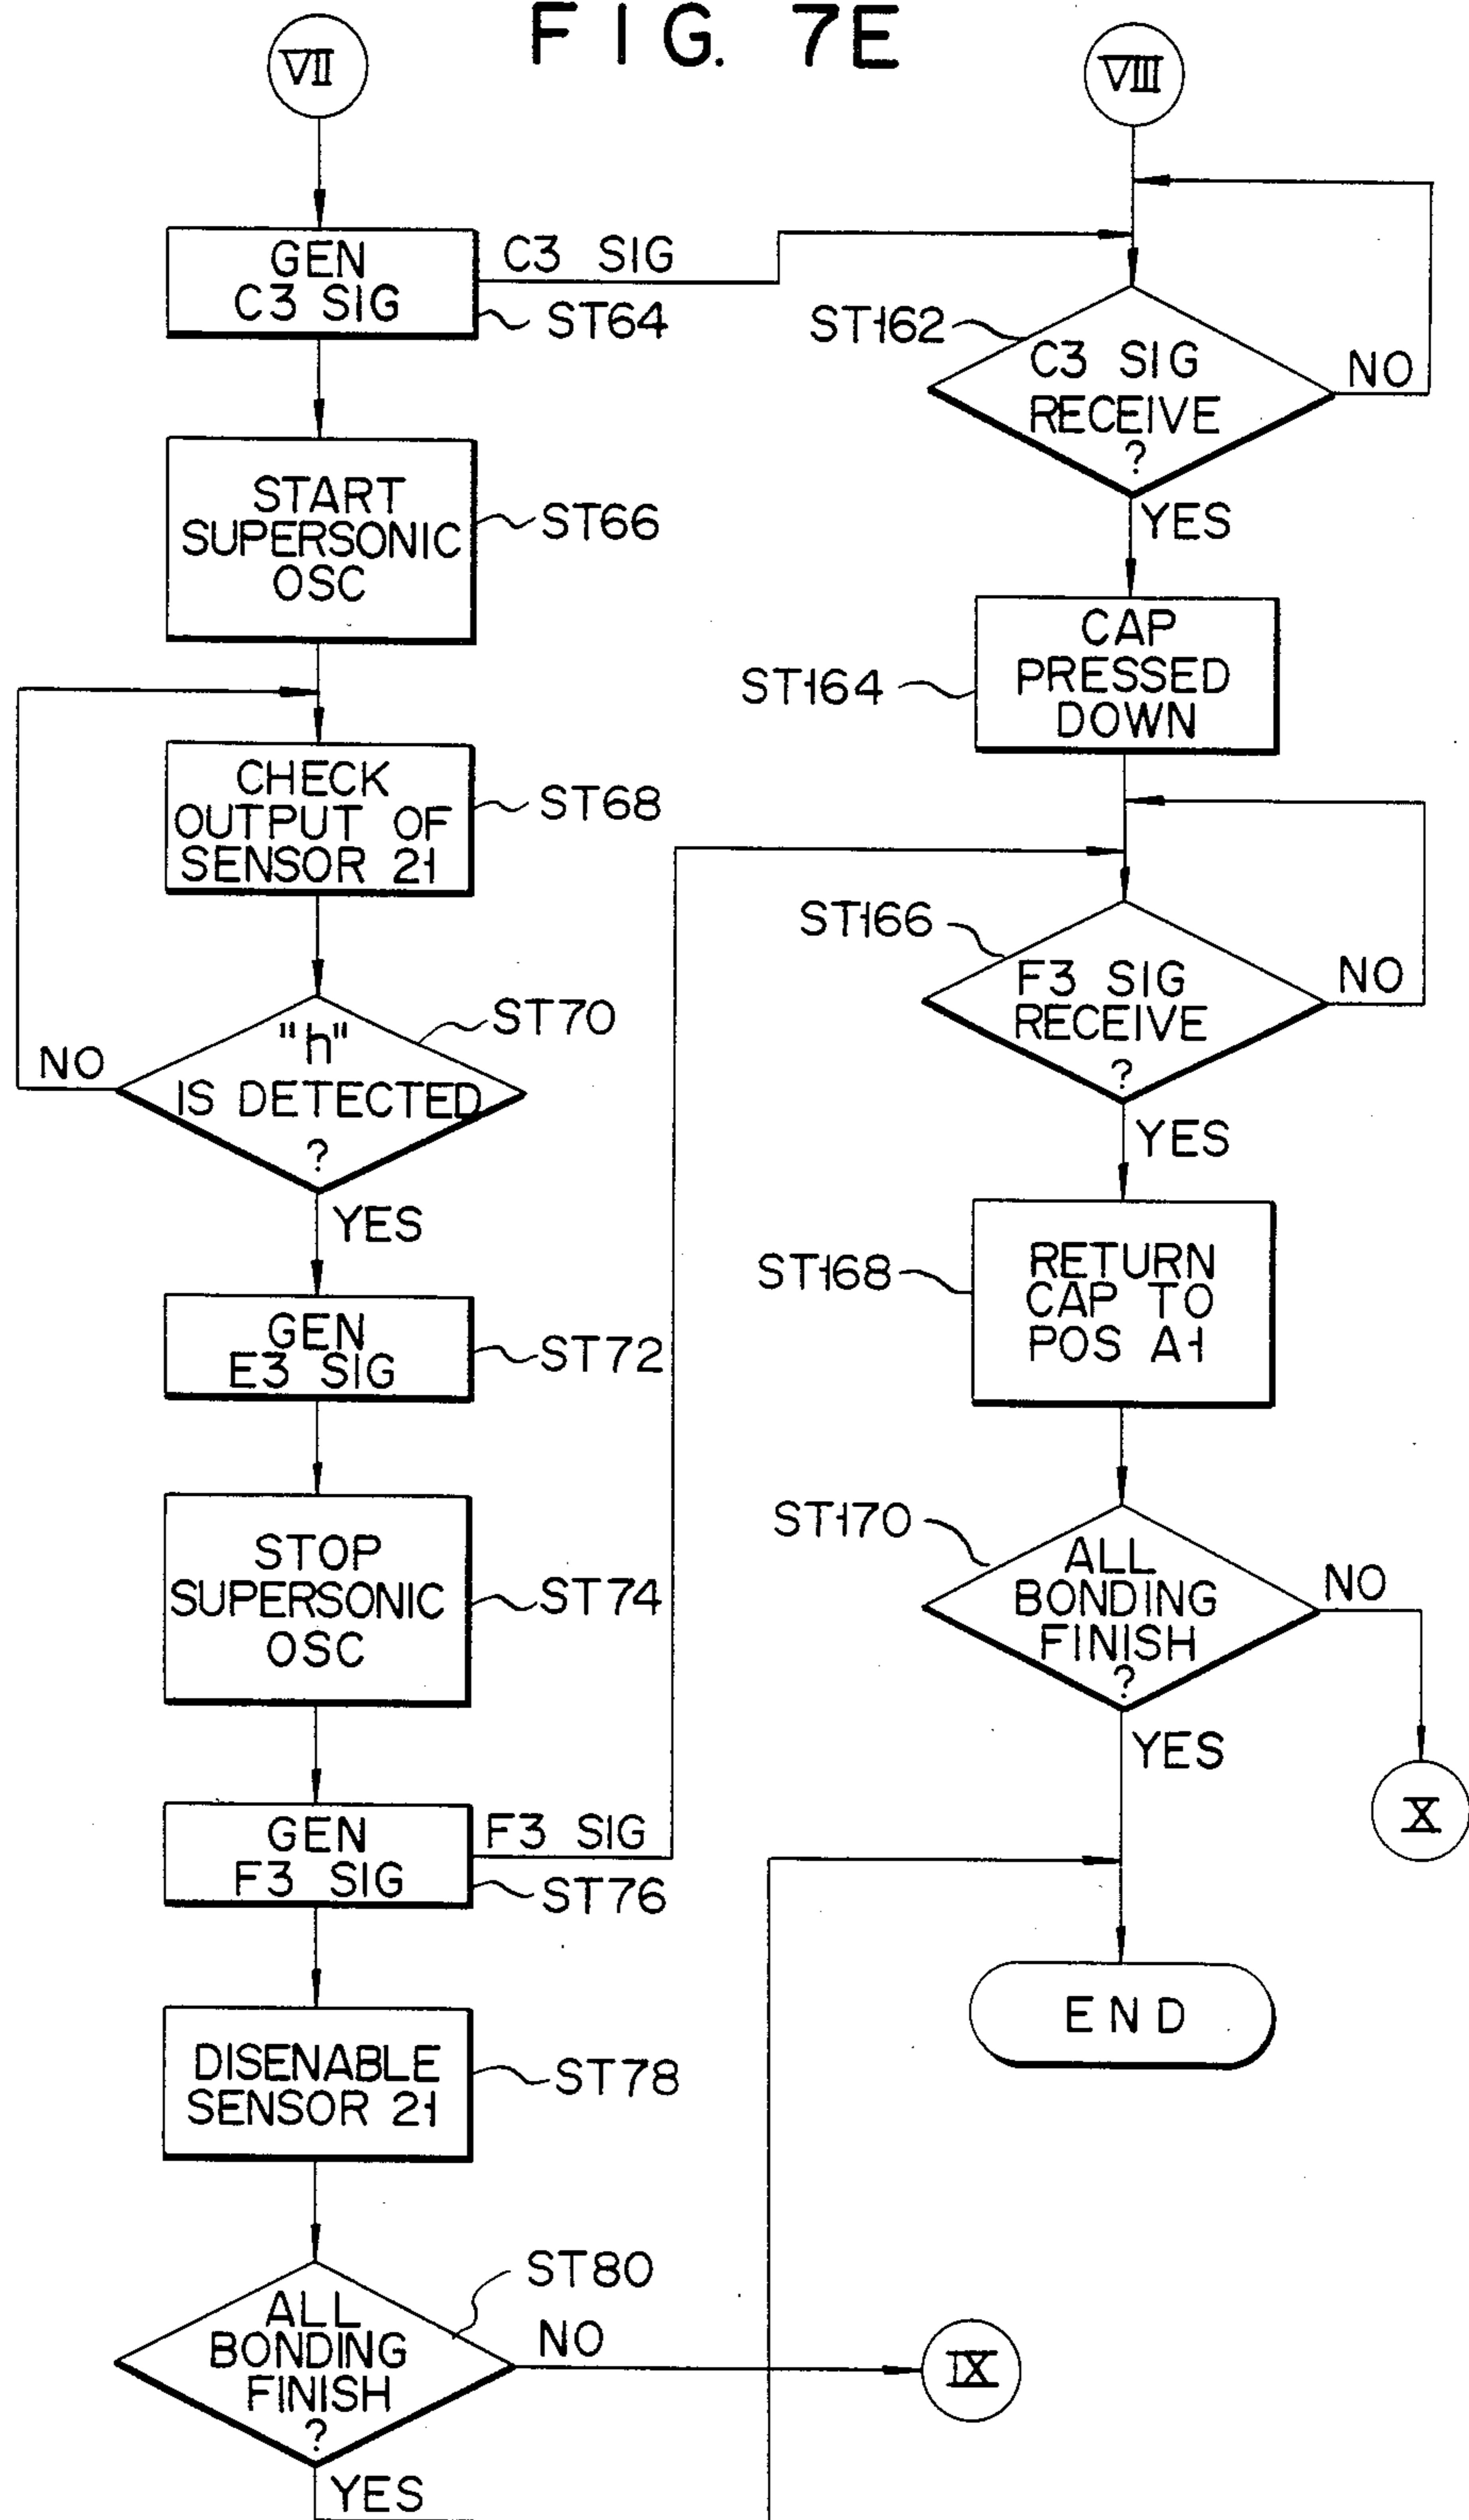 FIG. 7E
VII
GEN
C3 SIG
C3 SIG
ST64
START
SUPERSONIC
OSC
ST66
CHECK
OUTPUT OF
SENSOR 21
ST68
"h"
IS DETECTED
?
ST70
NO
YES
GEN
E3 SIG
ST72
STOP
SUPERSONIC
OSC
ST74
GEN
F3 SIG
F3 SIG
ST76
DISENABLE
SENSOR 21
ST78
ALL
BONDING
FINISH
?
ST80
NO
IX
YES
VIII
ST162
C3 SIG
RECEIVE
?
NO
YES
CAP
PRESSED
DOWN
ST164
ST166
F3 SIG
RECEIVE
?
NO
YES
RETURN
CAP TO
POS A1
ST168
ST170
ALL
BONDING
FINISH
?
NO
X
YES
END